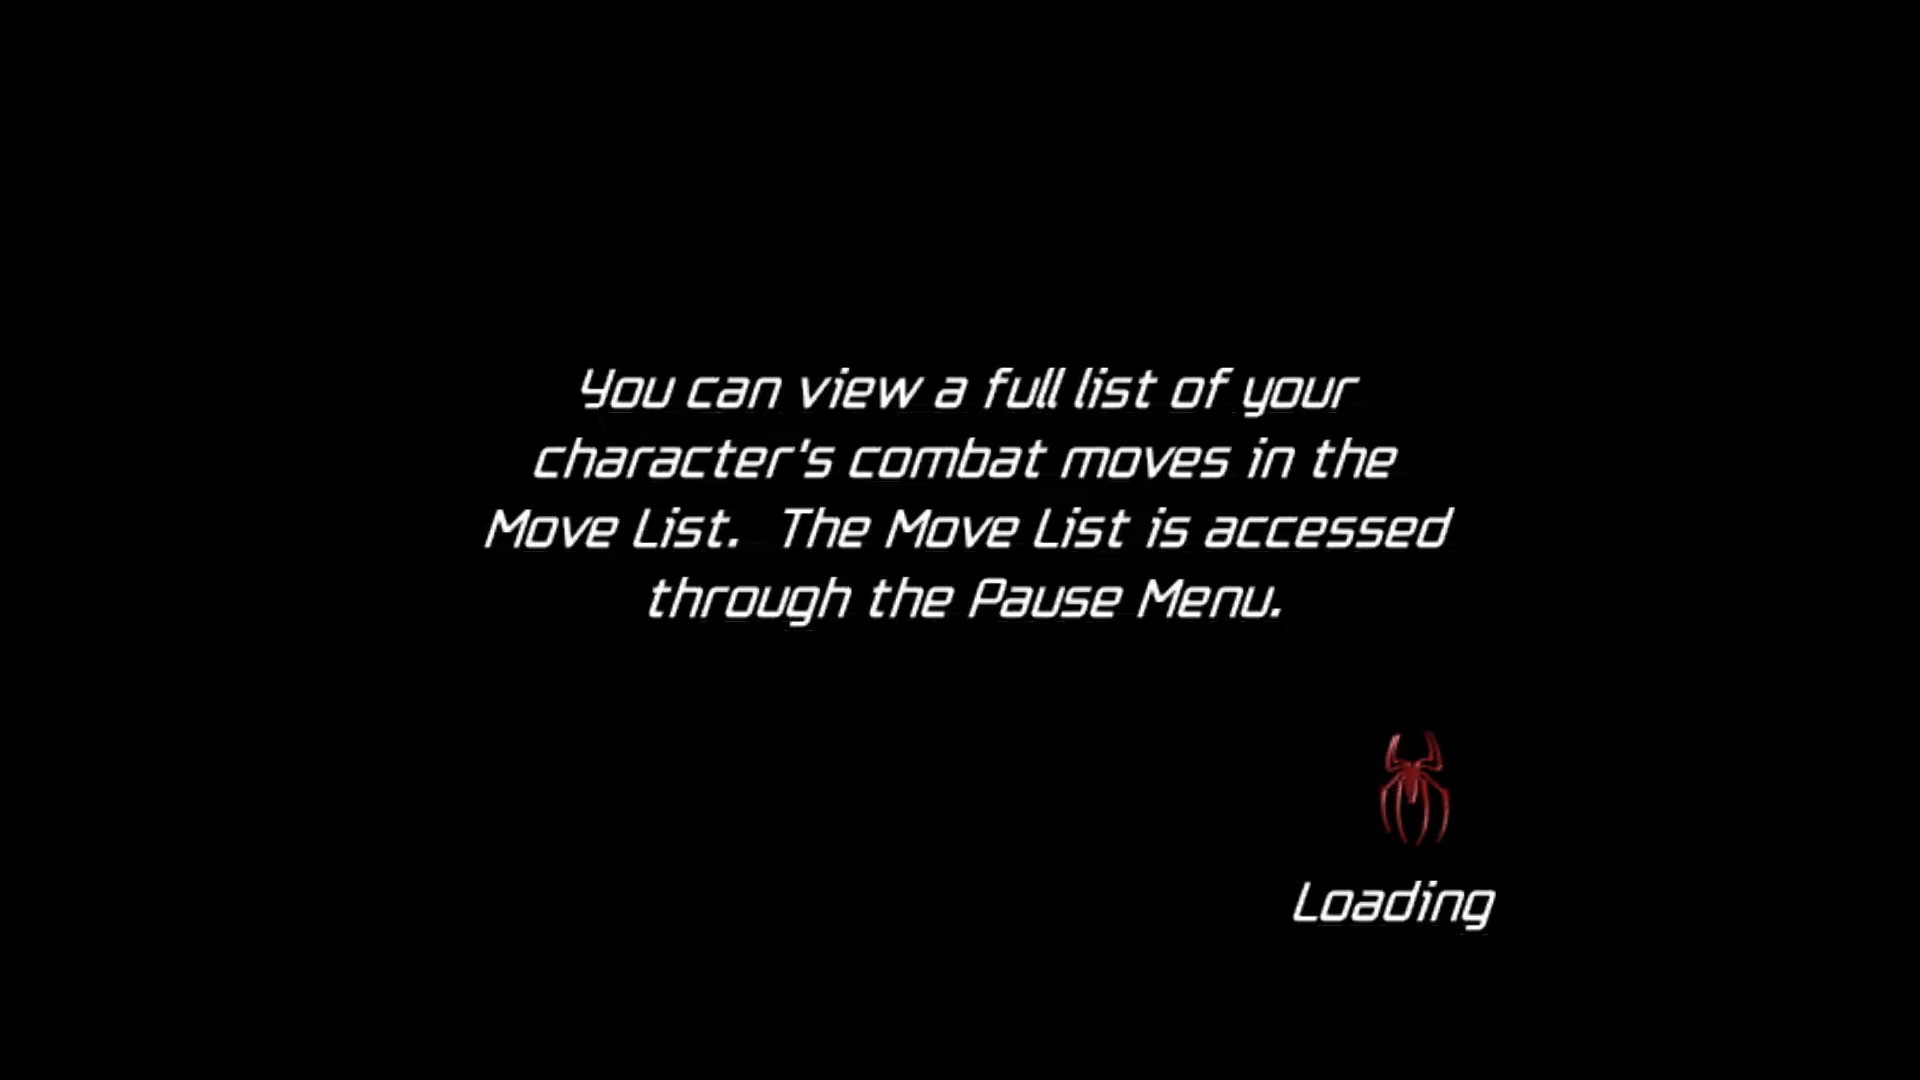 You can view a full list of your
character's combat moves in the
Move List.  The Move List is accessed
through the Pause Menu.
Loading